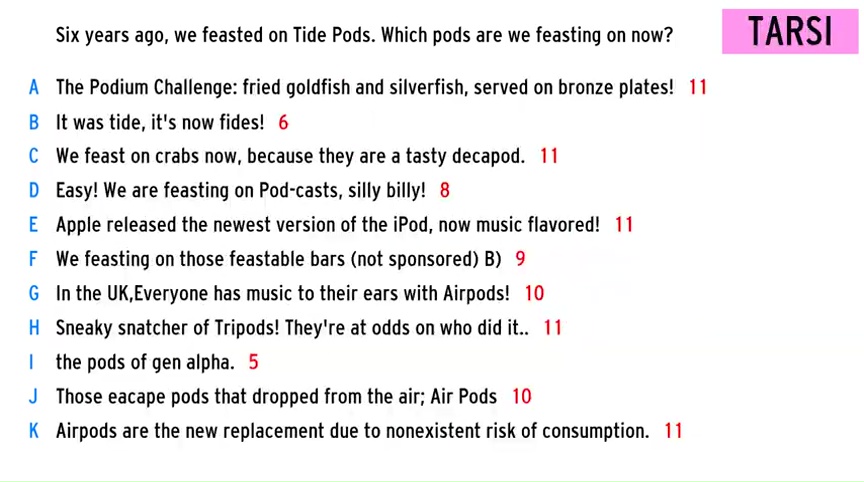 Six years ago, we feasted on Tide Pods. Which pods are we feasting on now?
TARSI
A The Podium Challenge: fried goldfish and silverfish, served on bronze plates! 11
B It was tide, it's now fides! 6
C We feast on crabs now, because they are a tasty decapod. 11
D Easy! We are feasting on Pod-casts, silly billy! 8
E Apple released the newest version of the iPod, now music flavored! 11
F We feasting on those feastable bars (not sponsored) B) 9
G In the UK,Everyone has music to their ears with Airpods! 10
H Sneaky snatcher of Tripods! They're at odds on who did it.. 11
I the pods of gen alpha. 5
J Those eacape pods that dropped from the air; Air Pods 10
K Airpods are the new replacement due to nonexistent risk of consumption. 11